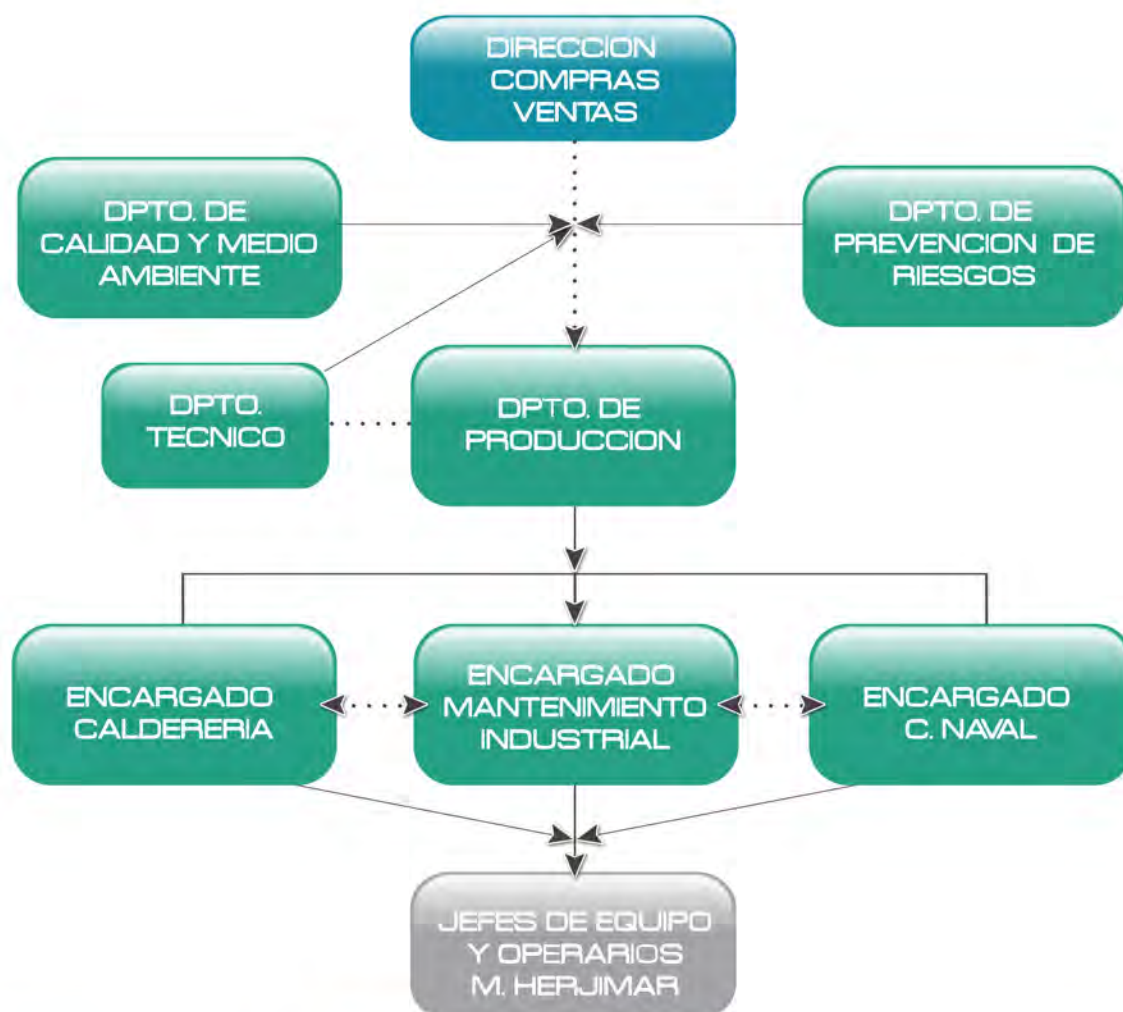 DIRECCION
COMPRAS
VENTAS
DPTO. DE
CALIDAD Y MEDIO
AMBIENTE
DPTO. DE
PREVENCION DE
RIESGOS
DPTO.
TECNICO
DPTO. DE
PRODUCCION
ENCARGADO
CALDERERIA
ENCARGADO
MANTENIMIENTO
INDUSTRIAL
ENCARGADO
C. NAVAL
JEFES DE EQUIPO
Y OPERARIOS
M. HERJIMAR